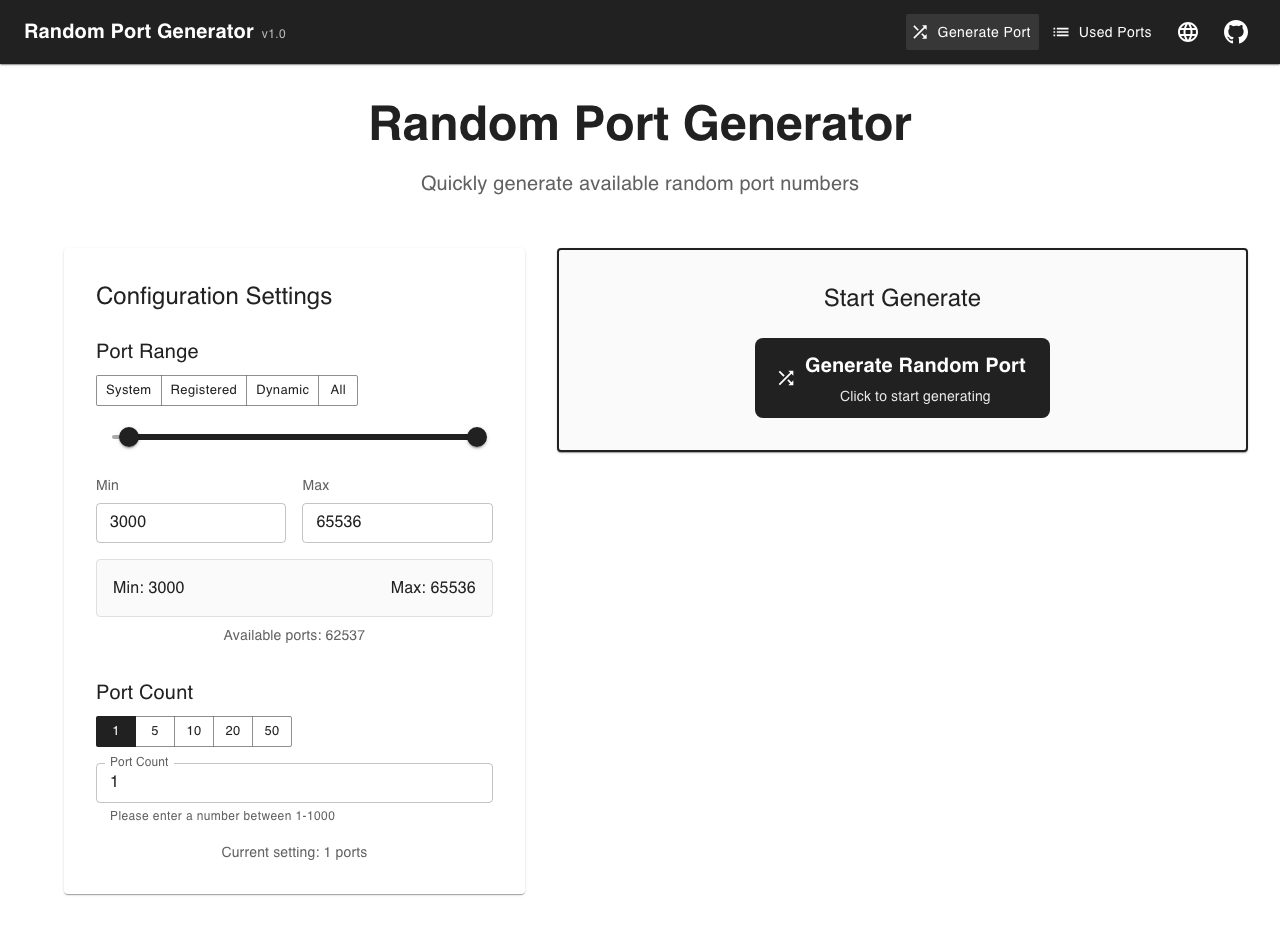 Random Port Generator v1.0
Generate Port
Used Ports
Random Port Generator
Quickly generate available random port numbers
Configuration Settings
Port Range
System Registered Dynamic All
Min Max
3000 65536
Min: 3000 Max: 65536
Available ports: 62537
Port Count
1 5 10 20 50
Port Count
1
Please enter a number between 1-1000
Current setting: 1 ports
Start Generate
Generate Random Port
Click to start generating